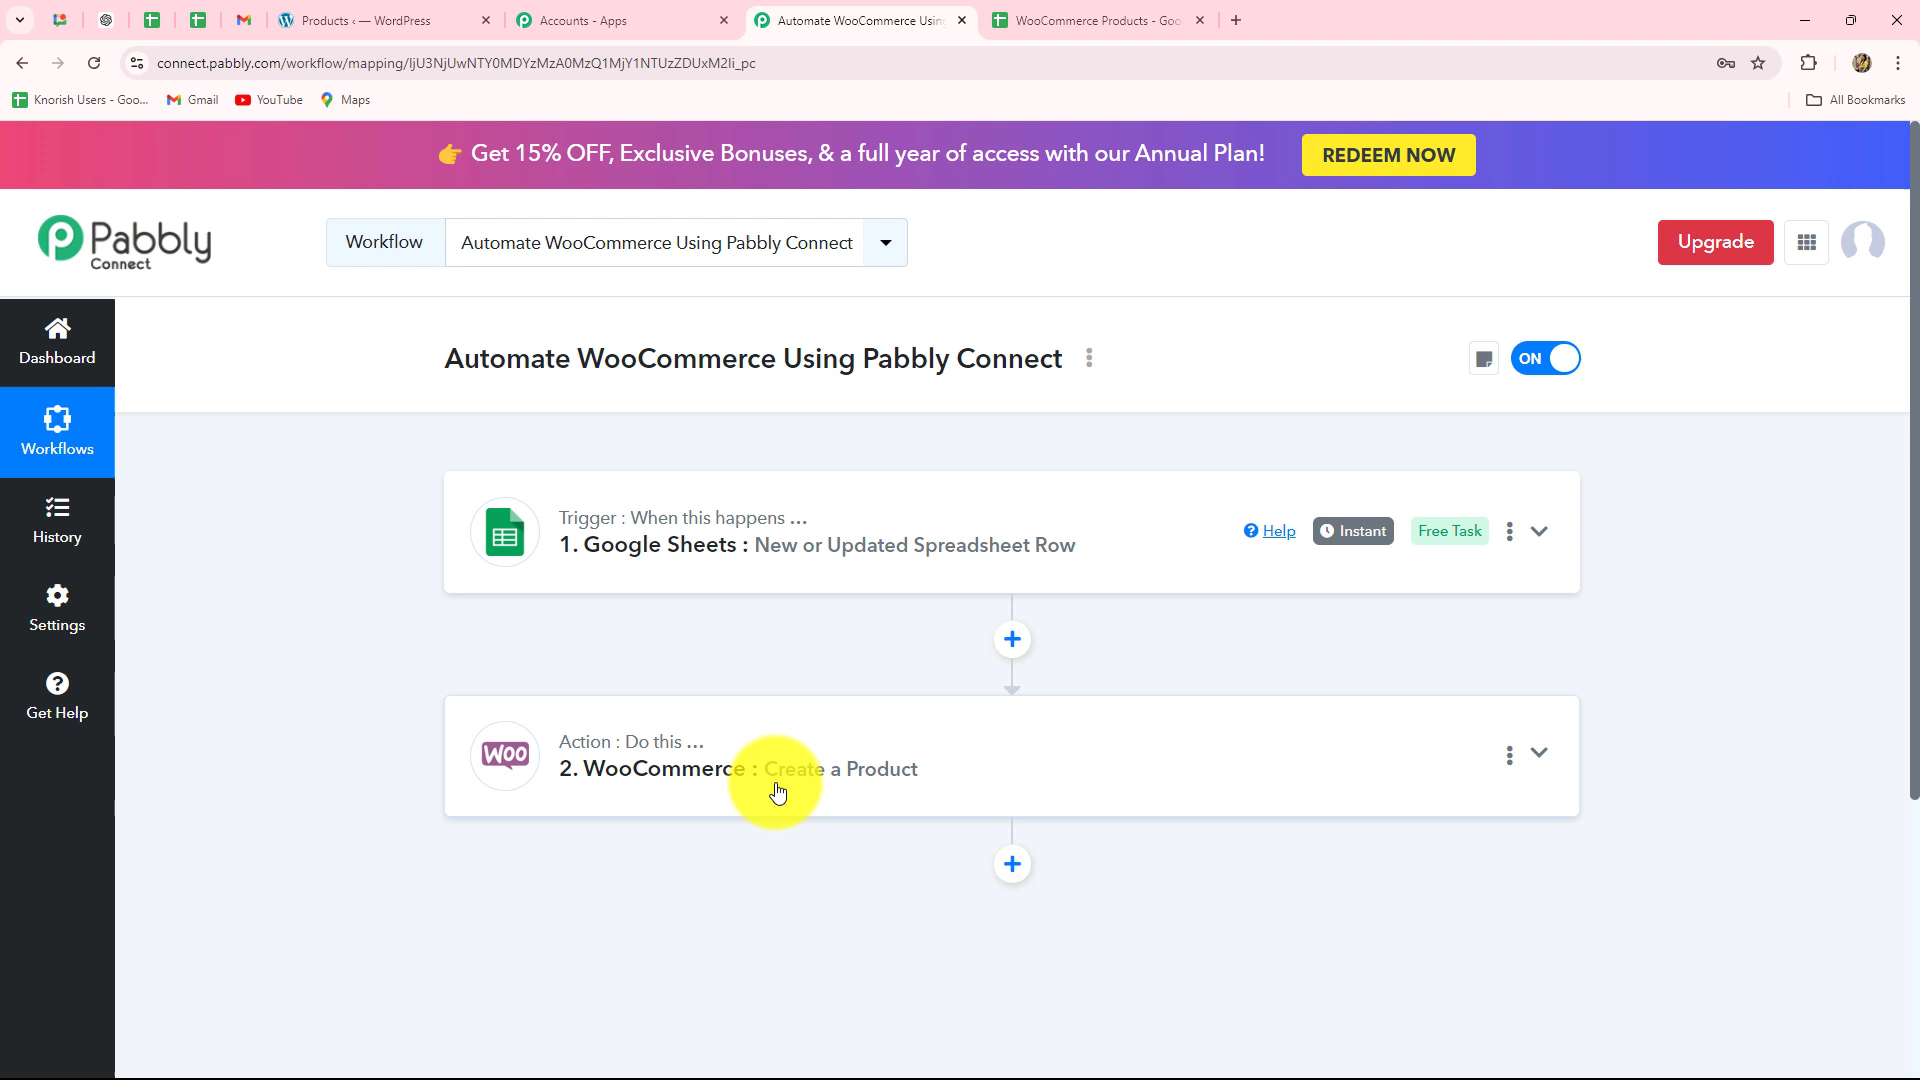 Products ‹ — WordPress
Accounts - Apps
Automate WooCommerce Usin
WooCommerce Products - Goo
connect.pabbly.com/workflow/mapping/IjU3NjUwNTY0MDYzMzA0MzQ1MjY1NTUzZDUxM2Ii_pc
Knorish Users - Goo...
Gmail
YouTube
Maps
All Bookmarks
👉 Get 15% OFF, Exclusive Bonuses, & a full year of access with our Annual Plan!
REDEEM NOW
Pabbly
Connect
Workflow
Automate WooCommerce Using Pabbly Connect
Upgrade
Dashboard
Workflows
History
Settings
Get Help
Automate WooCommerce Using Pabbly Connect
ON
Trigger : When this happens ...
1. Google Sheets : New or Updated Spreadsheet Row
Help
Instant
Free Task
Woo
Action : Do this ...
2. WooCommerce : Create a Product